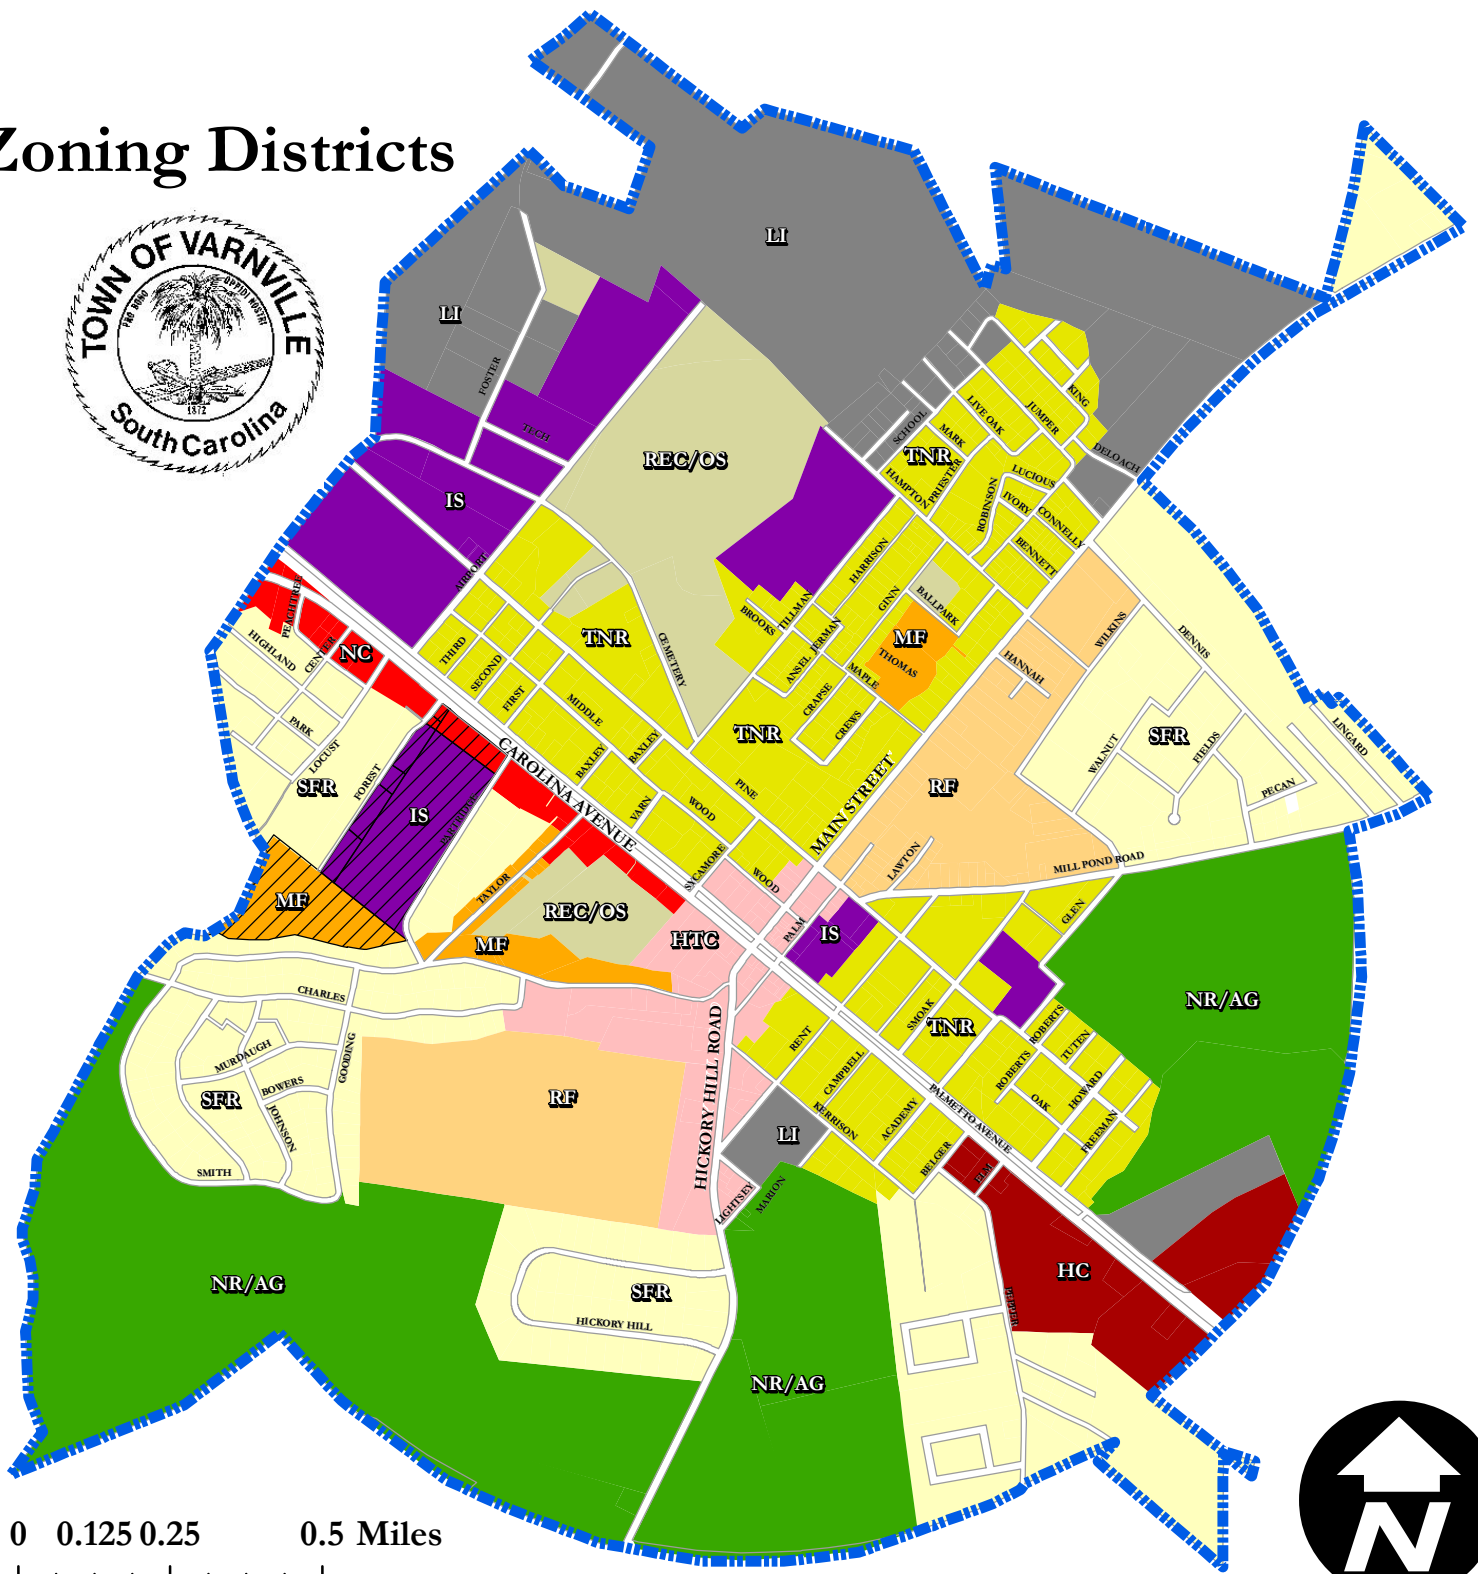 Zoning Districts
TOWN OF VARNVILLE
PRO BONO
OPPIDI NOSTRI
1872
South Carolina
LI
LI
FOSTER
TECH
IS
AIRPORT
REC/OS
SCHOOL
LIVE OAK
MARK
TNR
HAMPTON
PRIESTER
JUMPER
KING
DELOACH
LUCIOUS
ROBINSON
IVORY
CONNELLY
BENNETT
HARRISON
GINN
BALLPARK
MF
THOMAS
BROOKS
TILLMAN
JERMAN
ANSEL
MAPLE
CRAPSE
CREWS
TNR
CEMETERY
TNR
THIRD
SECOND
FIRST
MIDDLE
BAXLEY
BAXLEY
PINE
WOOD
VARN
SYCAMORE
WOOD
CAROLINA AVENUE
MAIN STREET
PEACHTREE
CENTER
NC
HIGHLAND
PARK
LOCUST
SFR
FOREST
IS
PARTRIDGE
MF
TAYLOR
REC/OS
MF
HTC
PALM
IS
WILKINS
HANNAH
DENNIS
SFR
WALNUT
FIELDS
LINGARD
PECAN
RF
LAWTON
MILL POND ROAD
GLEN
NR/AG
SMOAK
TNR
ROBERTS
ROBERTS
TUTEN
HOWARD
OAK
FREEMAN
RENT
CAMPBELL
KERRISON
ACADEMY
PALMETTO AVENUE
BELGER
ELM
HC
CHARLES
GOODING
MURDAUGH
BOWERS
SFR
JOHNSON
SMITH
RF
HICKORY HILL ROAD
LI
LIGHTSEY
MARION
NR/AG
SFR
HICKORY HILL
NR/AG
0 0.125 0.25 0.5 Miles
N